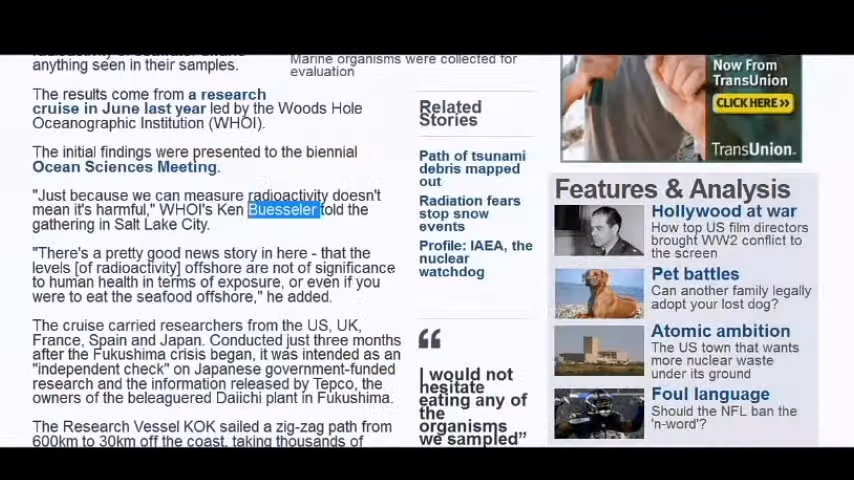 anything seen in their samples.
The results come from a research
cruise in June last year led by the Woods Hole
Oceanographic Institution (WHOI).
The initial findings were presented to the biennial
Ocean Sciences Meeting.
"Just because we can measure radioactivity doesn't
mean it's harmful," WHOI's Ken Buesseler told the
gathering in Salt Lake City.
"There's a pretty good news story in here - that the
levels [of radioactivity] offshore are not of significance
to human health in terms of exposure, or even if you
were to eat the seafood offshore," he added.
The cruise carried researchers from the US, UK,
France, Spain and Japan. Conducted just three months
after the Fukushima crisis began, it was intended as an
"independent check" on Japanese government-funded
research and the information released by Tepco, the
owners of the beleaguered Daiichi plant in Fukushima.
The Research Vessel KOK sailed a zig-zag path from
600km to 30km off the coast, taking thousands of
Marine organisms were collected for
evaluation
Related
Stories
Path of tsunami
debris mapped
out
Radiation fears
stop snow
events
Profile: IAEA, the
nuclear
watchdog
“
I would not
hesitate
eating any of
the
organisms
we sampled”
Now From
TransUnion
CLICK HERE »
TransUnion.
Features & Analysis
Hollywood at war
How top US film directors
brought WW2 conflict to
the screen
Pet battles
Can another family legally
adopt your lost dog?
Atomic ambition
The US town that wants
more nuclear waste
under its ground
Foul language
Should the NFL ban the
'n-word'?